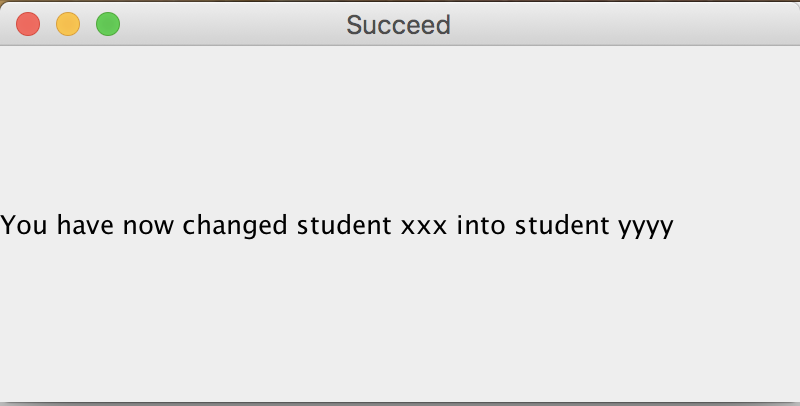 Succeed
You have now changed student xxx into student yyyy